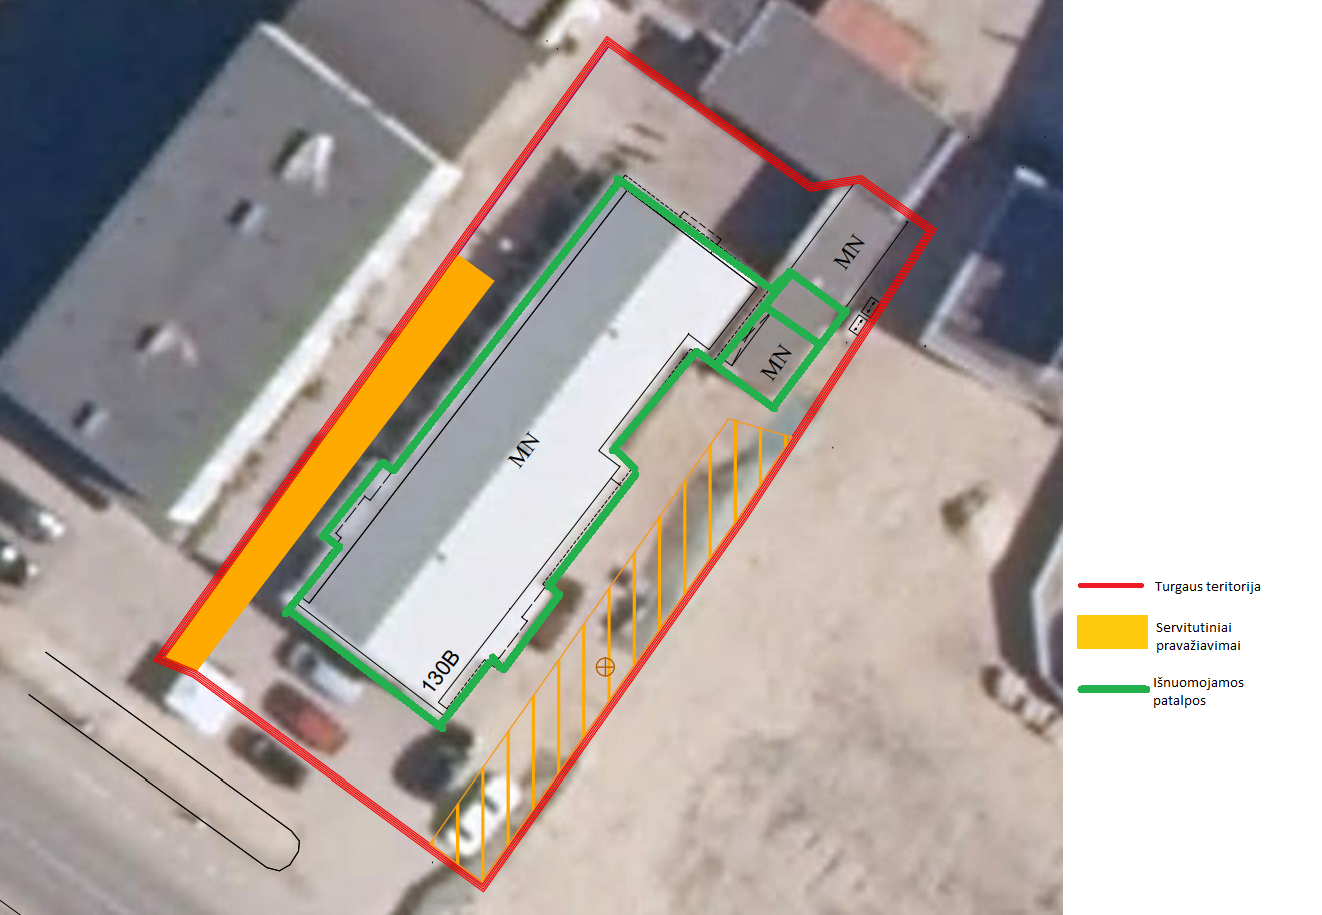 MN
MN
MN
130B
Turgaus teritorija
Servitutiniai
pravažiavimai
Išnuomojamos
patalpos